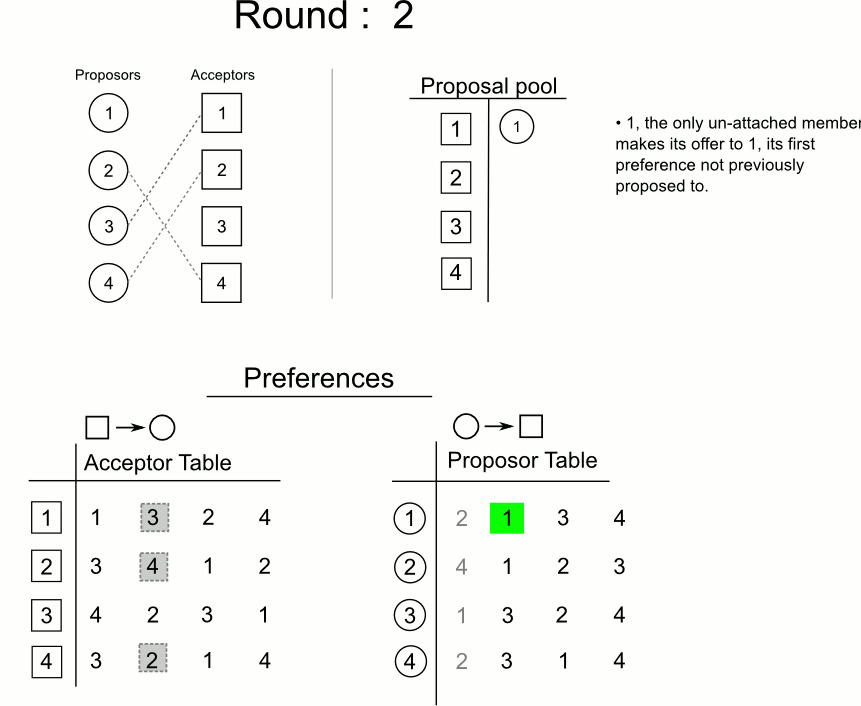 Round : 2
Proposors Acceptors
1 1
2 2
3 3
4 4
Proposal pool
1 1
2
3
4
• 1, the only un-attached member
makes its offer to 1, its first
preference not previously
proposed to.
Preferences
Acceptor Table
1 1 3 2 4
2 3 4 1 2
3 4 2 3 1
4 3 2 1 4
Proposor Table
1 2 1 3 4
2 4 1 2 3
3 1 3 2 4
4 2 3 1 4